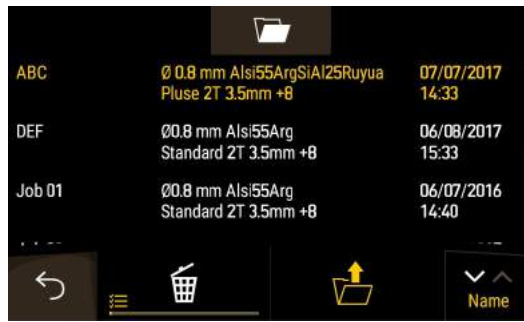 ABC
Ø 0.8 mm Alsi55ArgSiAl25Ruyua
07/07/2017
Pluse 2T 3.5mm +8
14:33
DEF
Ø0.8 mm Alsi55Arg
06/08/2017
Standard 2T 3.5mm +8
15:33
Job 01
Ø0.8 mm Alsi55Arg
06/07/2016
Standard 2T 3.5mm +8
14:40
Name